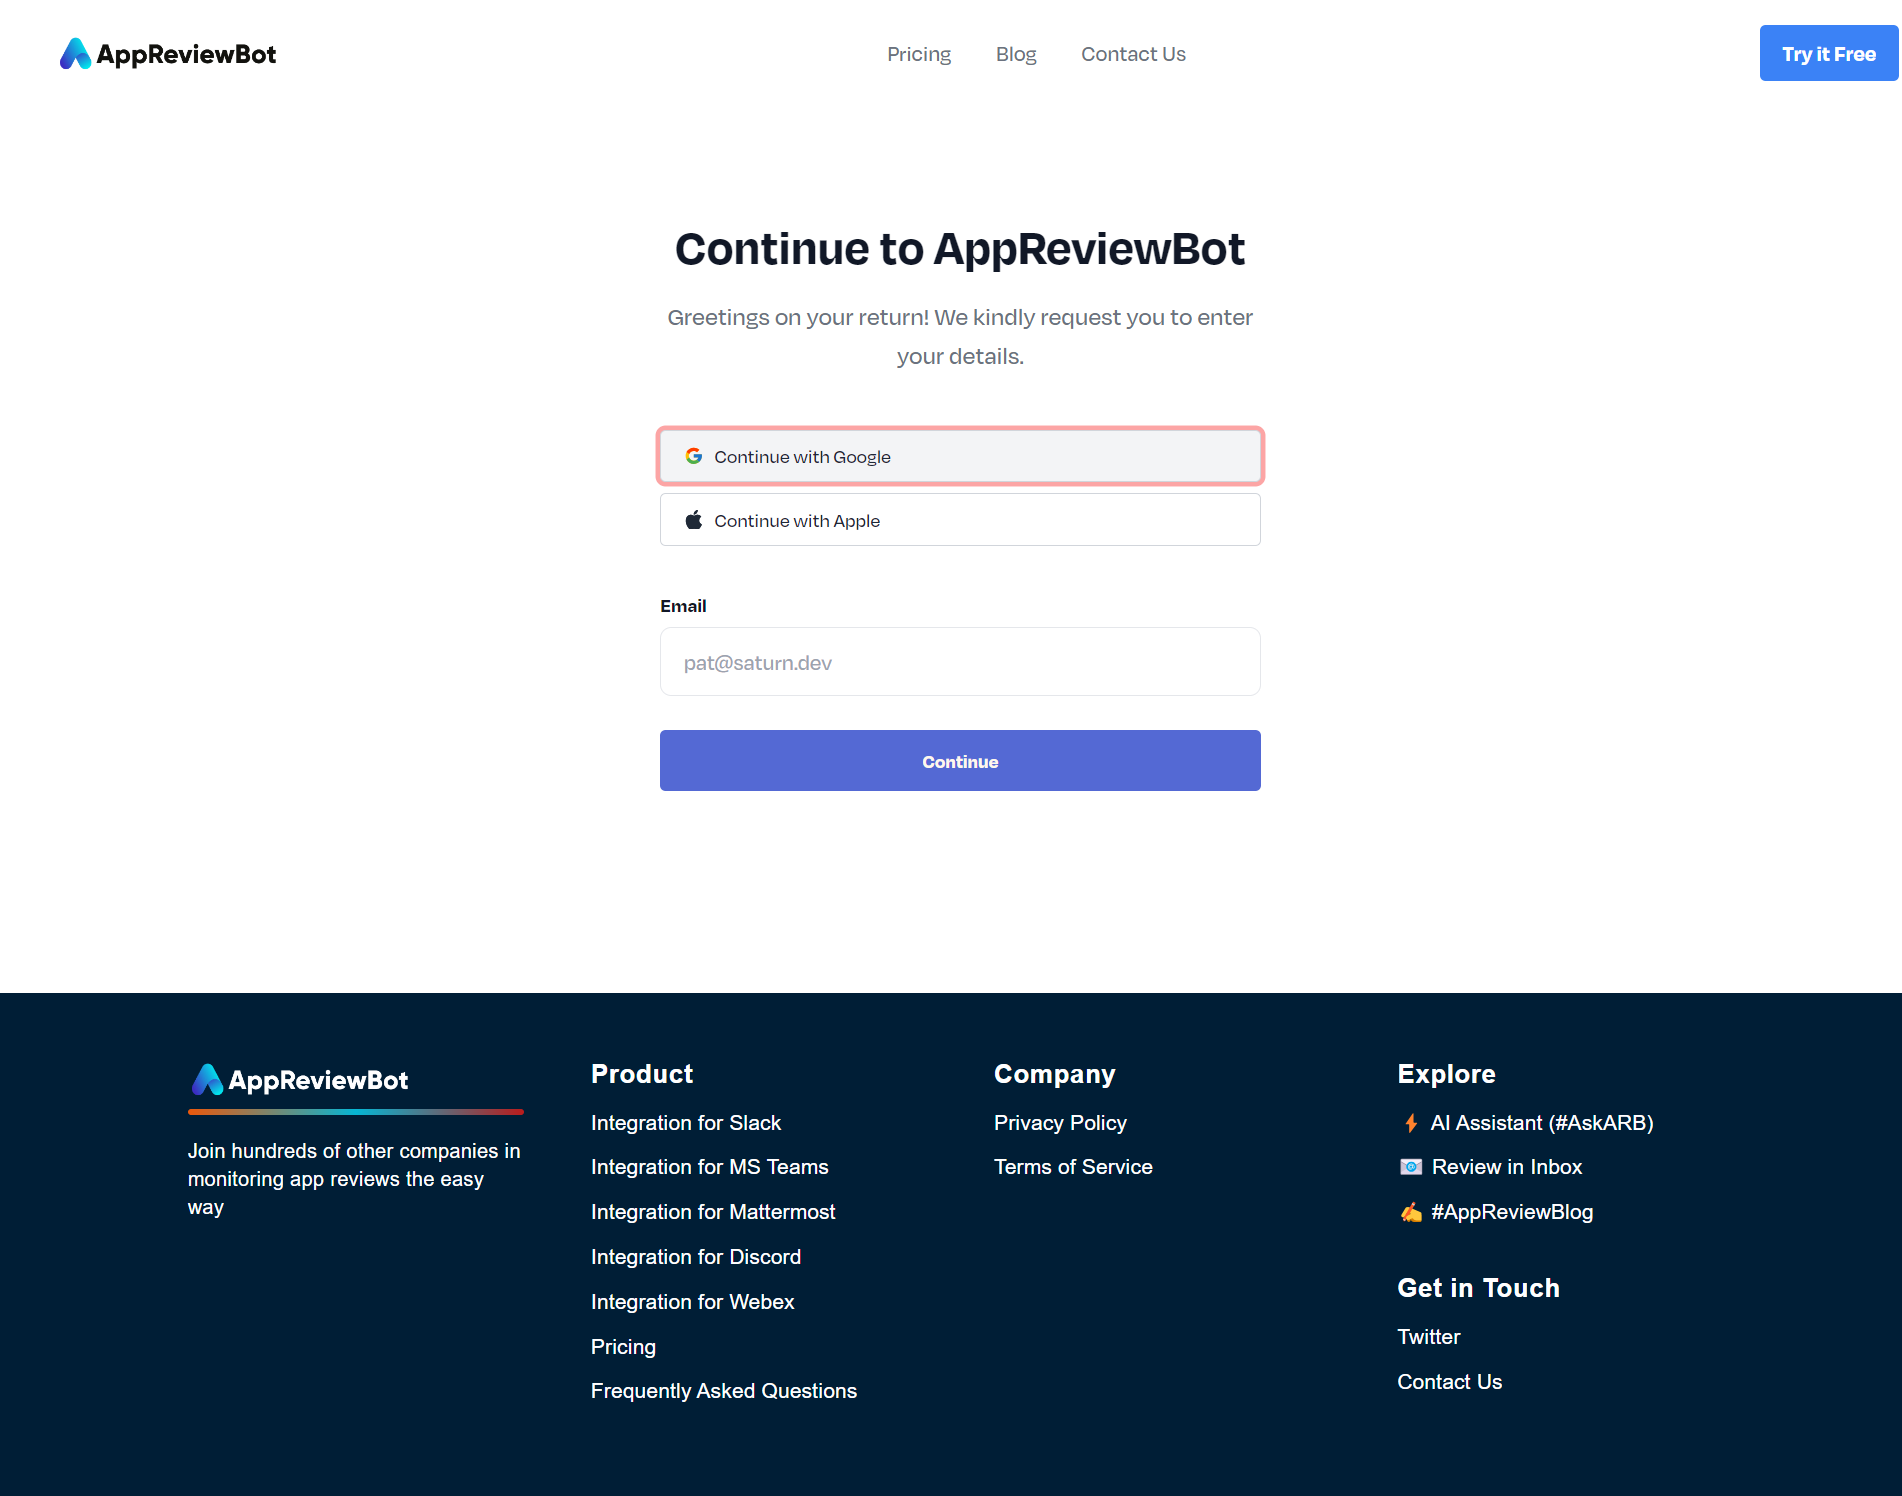 AppReviewBot
Pricing
Blog
Contact Us
Try it Free
Continue to AppReviewBot
Greetings on your return! We kindly request you to enter
your details.
Continue with Google
Continue with Apple
Email
pat@saturn.dev
Continue
AppReviewBot
Join hundreds of other companies in
monitoring app reviews the easy
way
Product
Integration for Slack
Integration for MS Teams
Integration for Mattermost
Integration for Discord
Integration for Webex
Pricing
Frequently Asked Questions
Company
Privacy Policy
Terms of Service
Explore
AI Assistant (#AskARB)
Review in Inbox
#AppReviewBlog
Get in Touch
Twitter
Contact Us